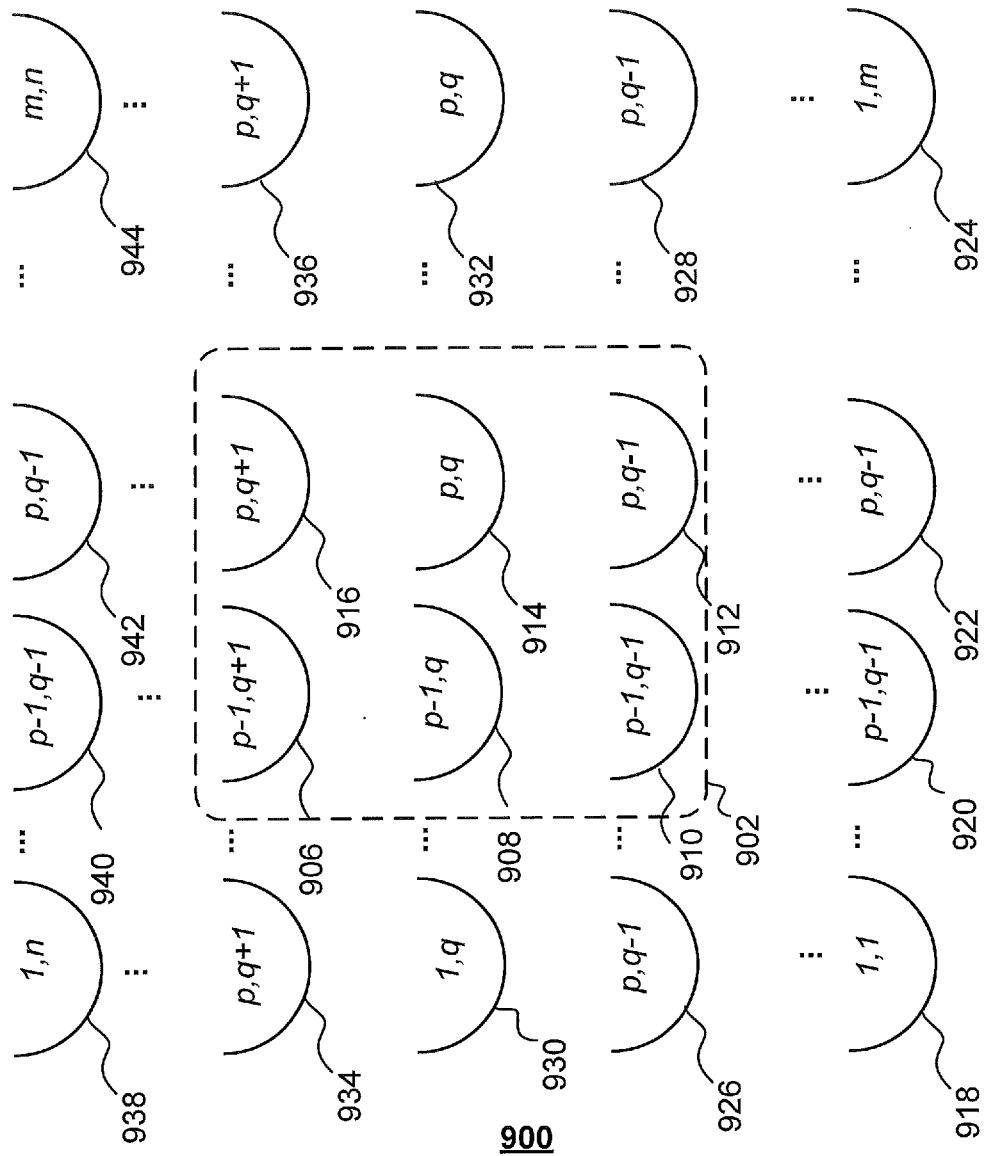 1,n ... p-1,q-1 p,q-1 ... m,n
938 940 942 944
... ... ... ...
p,q+1 ... p-1,q+1 p,q+1 ... p,q+1
934 906 916 936
1,q ... p-1,q p,q ... p,q
930 908 914 932
p,q-1 ... p-1,q-1 p,q-1 ... p,q-1
926 910 912 928
902
... ... ... ...
1,1 ... p-1,q-1 p,q-1 ... 1,m
918 920 922 924
900